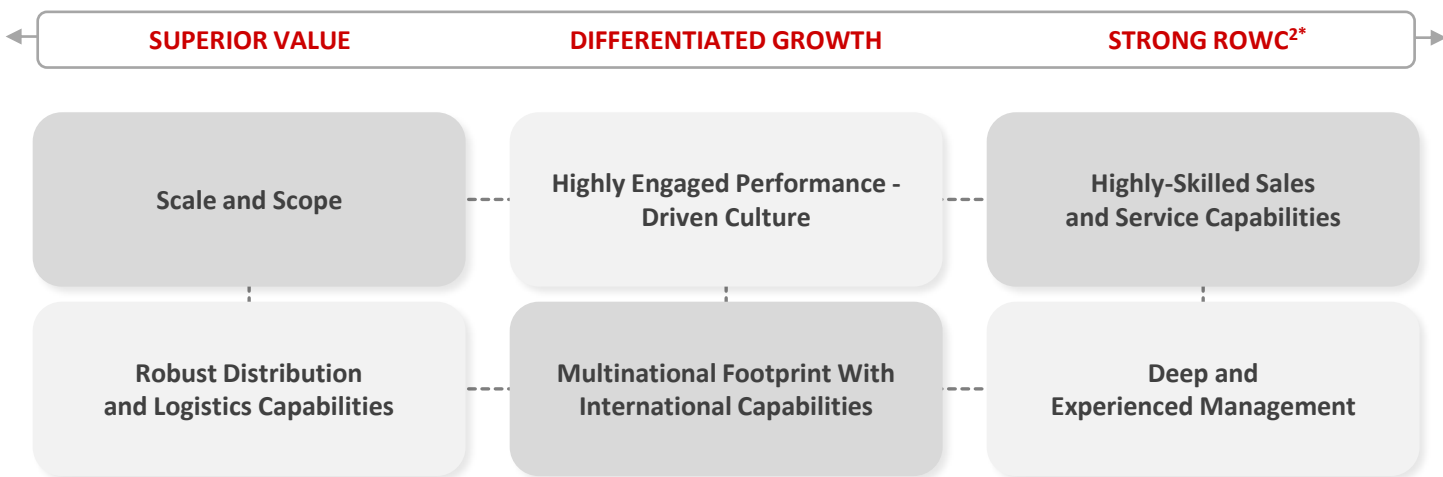 SUPERIOR VALUE
DIFFERENTIATED GROWTH
STRONG ROWC2*
Scale and Scope
Highly Engaged Performance -
Driven Culture
Highly-Skilled Sales
and Service Capabilities
Robust Distribution
and Logistics Capabilities
Multinational Footprint With
International Capabilities
Deep and
Experienced Management